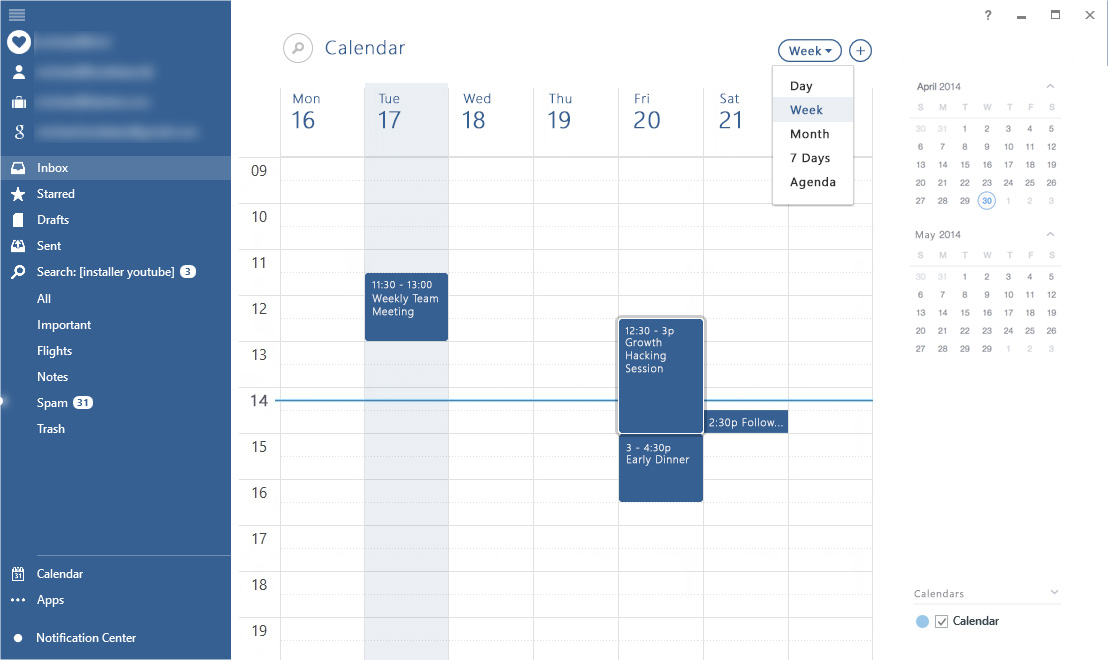 ?
Calendar
Week
+
Day
Week
Month
7 Days
Agenda
Inbox
Starred
Drafts
Sent
Search: [installer youtube] 3
All
Important
Flights
Notes
Spam 31
Trash
31 Calendar
Apps
Notification Center
Mon Tue Wed Thu Fri Sat
16 17 18 19 20 21
09
10
11
12
13
14
15
16
17
18
19
11:30 - 13:00
Weekly Team
Meeting
12:30 - 3p
Growth
Hacking
Session
2:30p Follow...
3 - 4:30p
Early Dinner
April 2014
S M T W T F S
30 31 1 2 3 4 5
6 7 8 9 10 11 12
13 14 15 16 17 18 19
20 21 22 23 24 25 26
27 28 29 30 1 2 3
May 2014
S M T W T F S
30 31 1 2 3 4 5
6 7 8 9 10 11 12
13 14 15 16 17 18 19
20 21 22 23 24 25 26
27 28 29 29 1 2 3
Calendars
Calendar